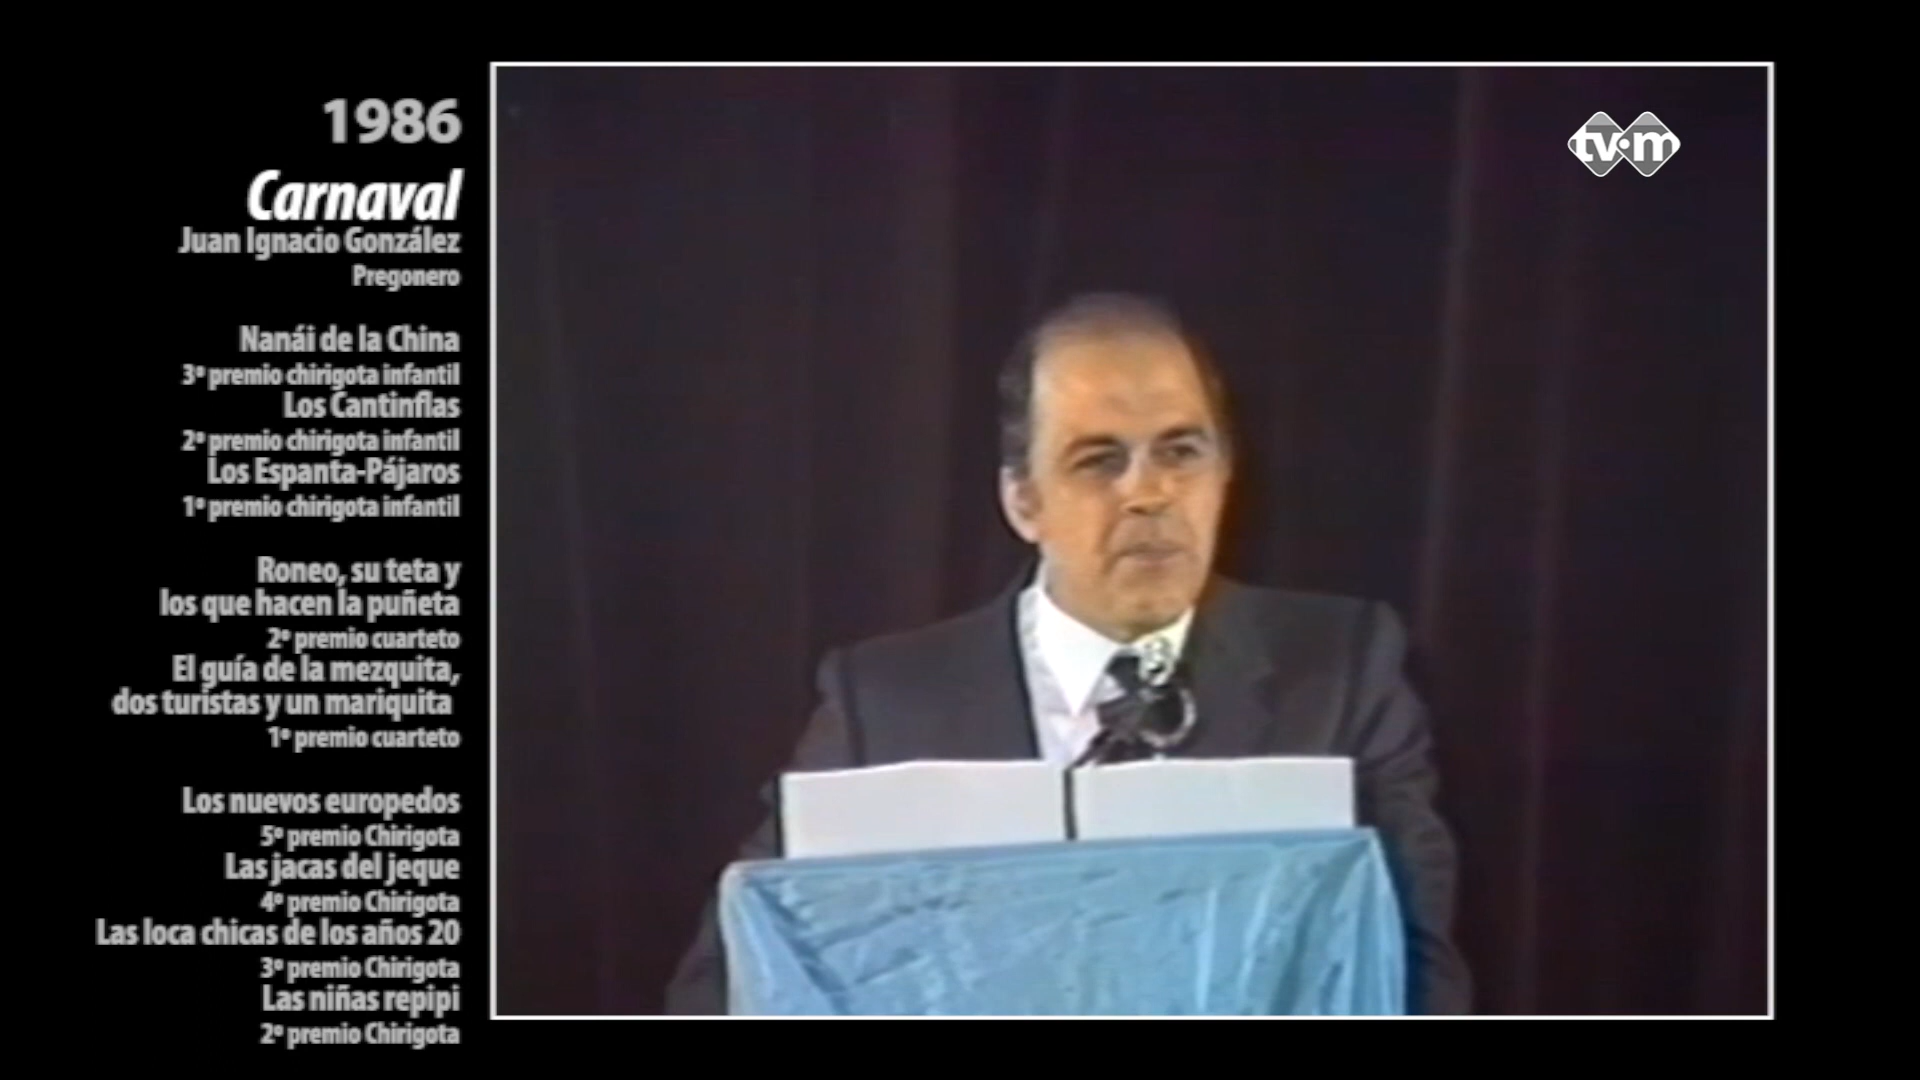 1986
Carnaval
Juan Ignacio González
Pregonero
Nanái de la China
3º premio chirigota infantil
Los Cantinflas
2º premio chirigota infantil
Los Espanta-Pájaros
1º premio chirigota infantil
Roneo, su teta y
los que hacen la puñeta
2º premio cuarteto
El guía de la mezquita,
dos turistas y un mariquita
1º premio cuarteto
Los nuevos europedos
5º premio Chirigota
Las jacas del jeque
4º premio Chirigota
Las loca chicas de los años 20
3º premio Chirigota
Las niñas repipi
2º premio Chirigota
tv·m